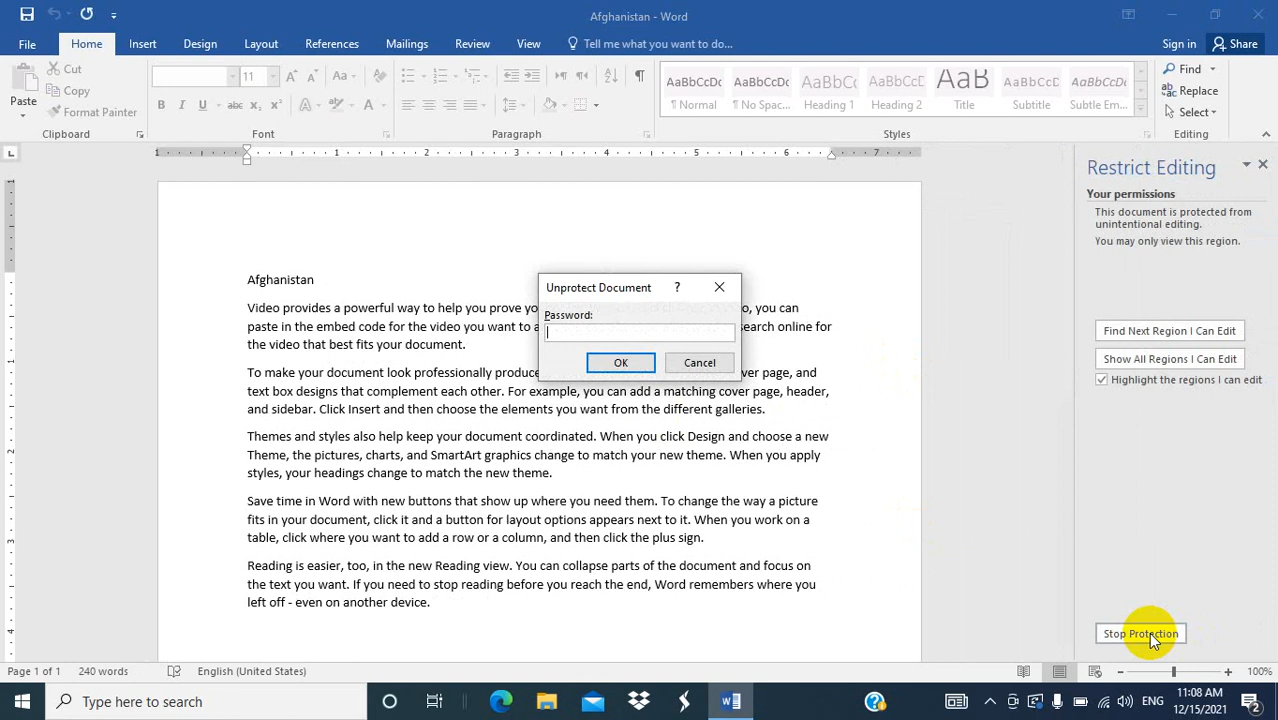 Afghanistan - Word
Sign in
Share
File Home Insert Design Layout References Mailings Review View Tell me what you want to do...
Paste
Cut
Copy
Format Painter
Clipboard
11
Font
Paragraph
AaBbCcDc AaBbCcDc AaBbCc AaBbCcD AaB AaBbCcDc AaBbCcDc
¶ Normal ¶ No Spac... Heading Heading 2 Title Subtitle Subtle Em...
Styles
Find
Replace
Select
Editing
1 1 2 3 4 5 6 7
Restrict Editing
Your permissions
This document is protected from
unintentional editing.
You may only view this region.
Find Next Region I Can Edit
Show All Regions I Can Edit
Highlight the regions I can edit
Stop Protection
Unprotect Document ?
Password:
OK Cancel
Afghanistan
Video provides a powerful way to help you prove yo , you can
paste in the embed code for the video you want to a search online for
the video that best fits your document.
To make your document look professionally produce ver page, and
text box designs that complement each other. For example, you can add a matching cover page, header,
and sidebar. Click Insert and then choose the elements you want from the different galleries.
Themes and styles also help keep your document coordinated. When you click Design and choose a new
Theme, the pictures, charts, and SmartArt graphics change to match your new theme. When you apply
styles, your headings change to match the new theme.
Save time in Word with new buttons that show up where you need them. To change the way a picture
fits in your document, click it and a button for layout options appears next to it. When you work on a
table, click where you want to add a row or a column, and then click the plus sign.
Reading is easier, too, in the new Reading view. You can collapse parts of the document and focus on
the text you want. If you need to stop reading before you reach the end, Word remembers where you
left off - even on another device.
Page 1 of 1 240 words English (United States) 100%
Type here to search
ENG
11:08 AM
12/15/2021
2